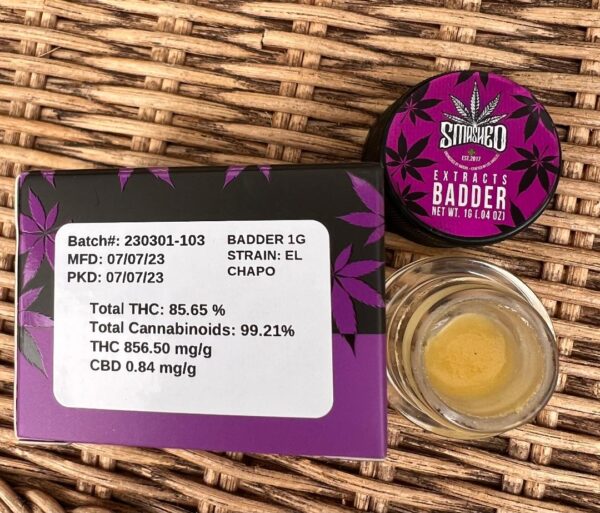 Batch#: 230301-103
MFD: 07/07/23
PKD: 07/07/23
BADDER 1G
STRAIN: EL
CHAPO
Total THC: 85.65 %
Total Cannabinoids: 99.21%
THC 856.50 mg/g
CBD 0.84 mg/g
SMASHED
EST. 2017
EXTRACTS
BADDER
NET WT. 1G (.04 OZ)